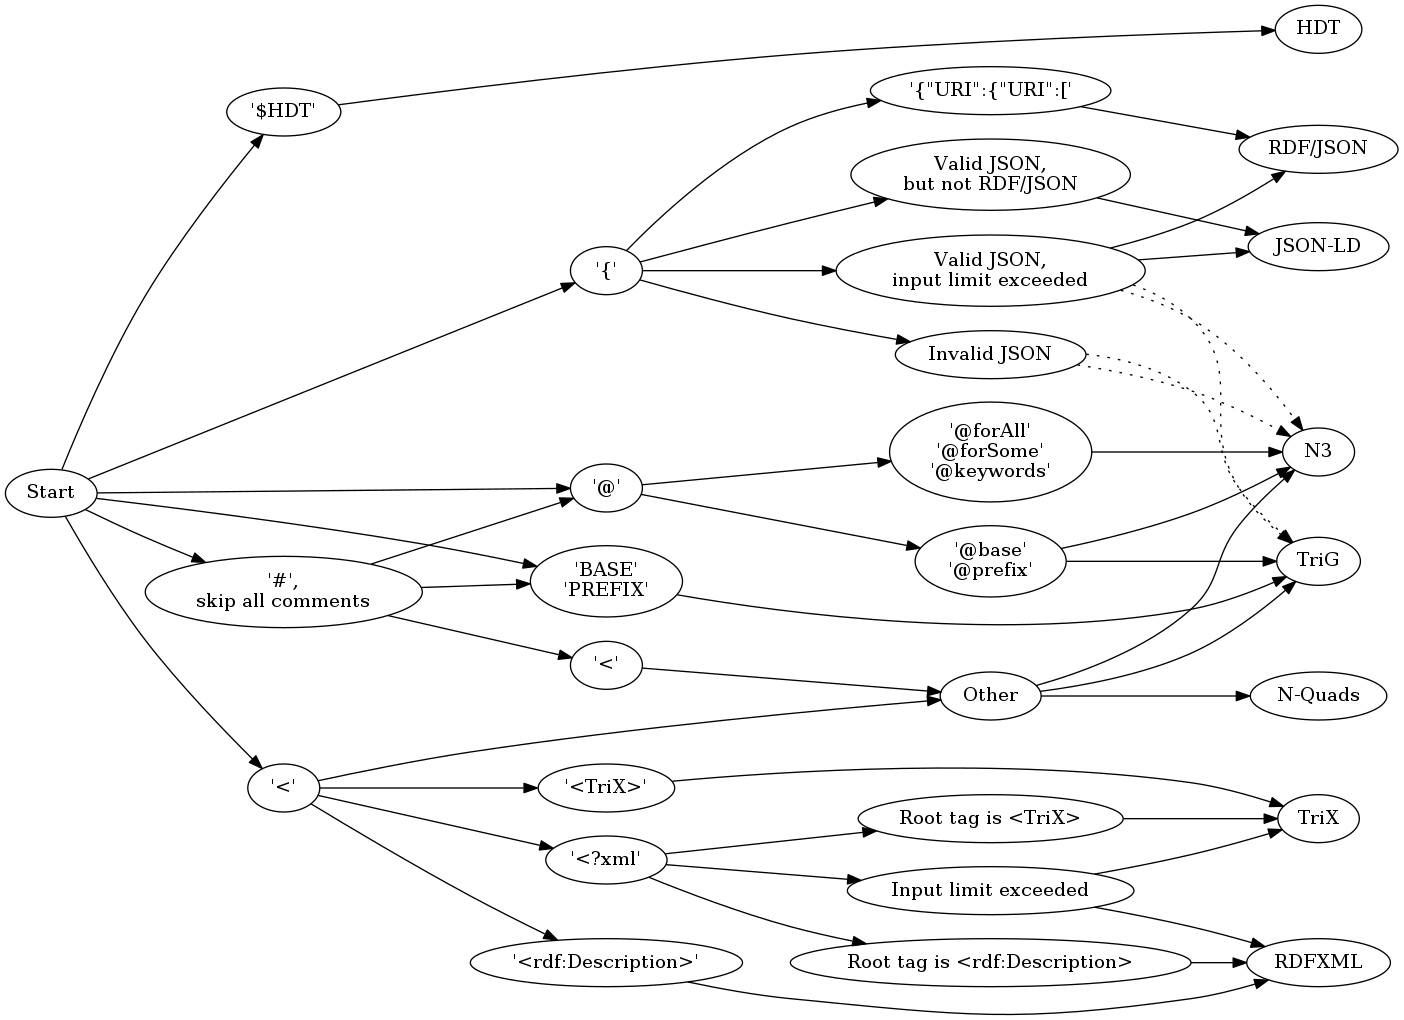 HDT
'$HDT'
'{"URI":{"URI":['
RDF/JSON
Valid JSON,
but not RDF/JSON
JSON-LD
'{'
Valid JSON,
input limit exceeded
Invalid JSON
'@forAll'
'@forSome'
'@keywords'
N3
Start
'@'
'@base'
'@prefix'
TriG
'#',
skip all comments
'BASE'
'PREFIX'
'<'
Other
N-Quads
'<'
'<TriX>'
Root tag is <TriX>
TriX
'<?xml'
Input limit exceeded
'<rdf:Description>'
Root tag is <rdf:Description>
RDFXML